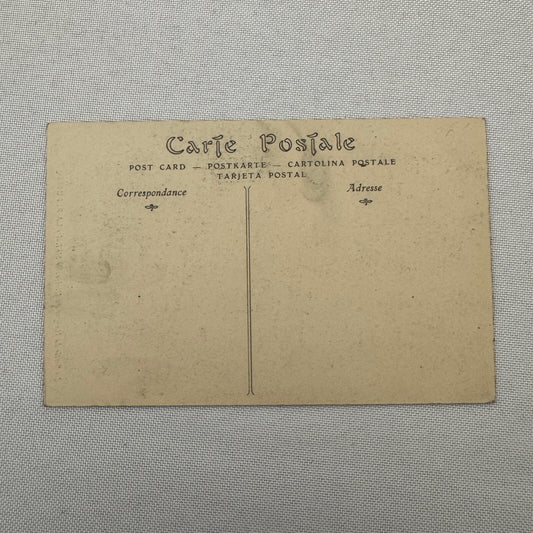 Carte Postale
POST CARD — POSTKARTE — CARTOLINA POSTALE
TARJETA POSTAL
Correspondance
Adresse